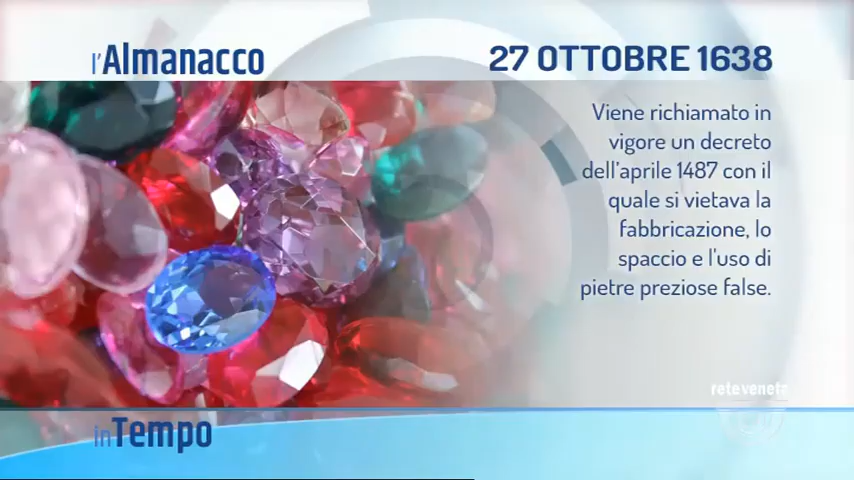 l'Almanacco
27 OTTOBRE 1638
Viene richiamato in
vigore un decreto
dell'aprile 1487 con il
quale si vietava la
fabbricazione, lo
spaccio e l'uso di
pietre preziose false.
reteveneta
inTempo